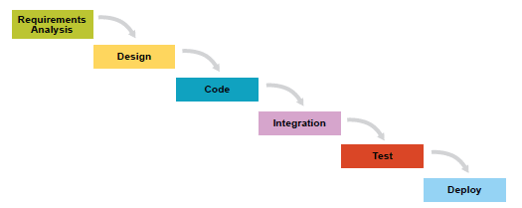 Requirements
Analysis
Design
Code
Integration
Test
Deploy